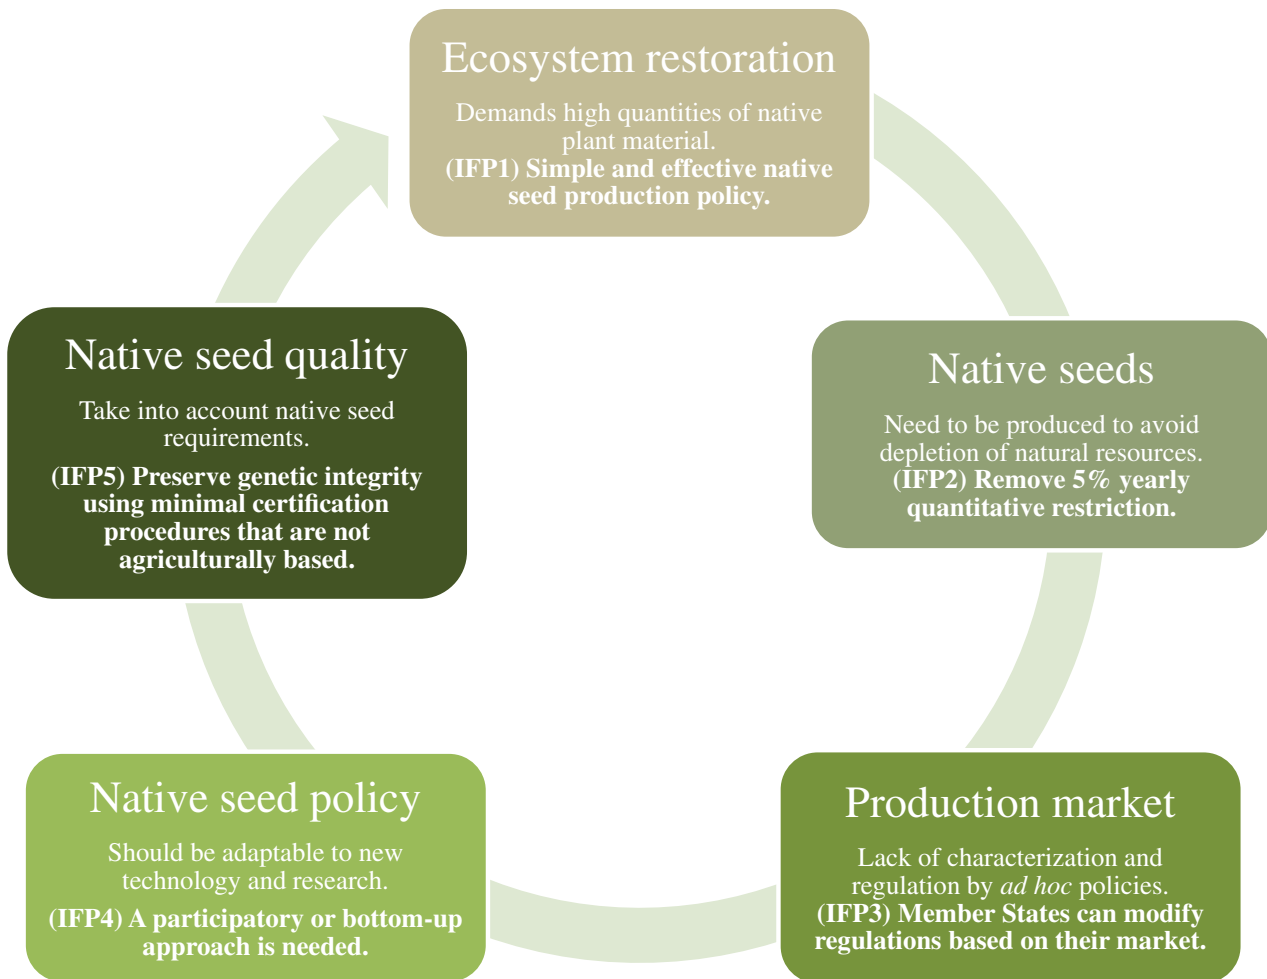 Ecosystem restoration
Demands high quantities of native
plant material.
(IFP1) Simple and effective native
seed production policy.
Native seeds
Need to be produced to avoid
depletion of natural resources.
(IFP2) Remove 5% yearly
quantitative restriction.
Production market
Lack of characterization and
regulation by ad hoc policies.
(IFP3) Member States can modify
regulations based on their market.
Native seed policy
Should be adaptable to new
technology and research.
(IFP4) A participatory or bottom-up
approach is needed.
Native seed quality
Take into account native seed
requirements.
(IFP5) Preserve genetic integrity
using minimal certification
procedures that are not
agriculturally based.